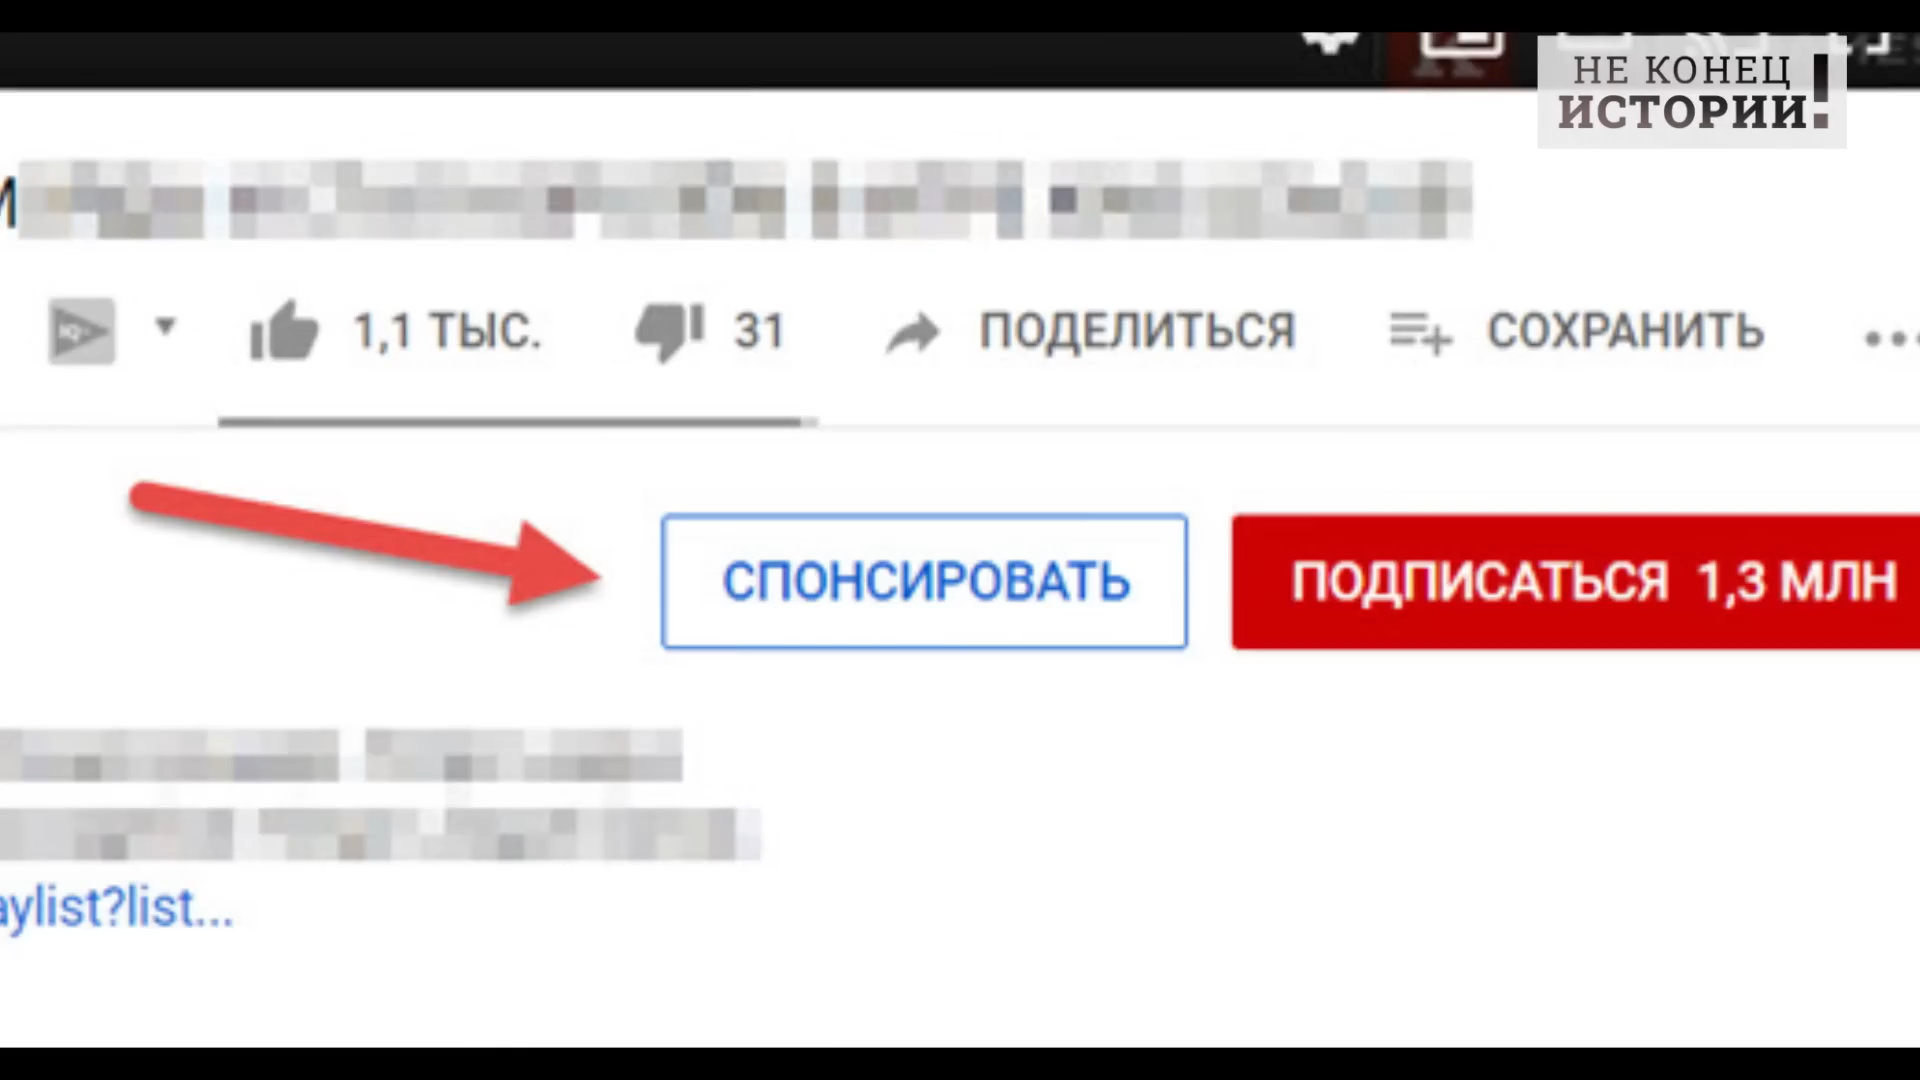 НЕ КОНЕЦ
ИСТОРИИ!
1,1 ТЫС. 31 ПОДЕЛИТЬСЯ СОХРАНИТЬ
СПОНСИРОВАТЬ ПОДПИСАТЬСЯ 1,3 МЛН
aylist?list...